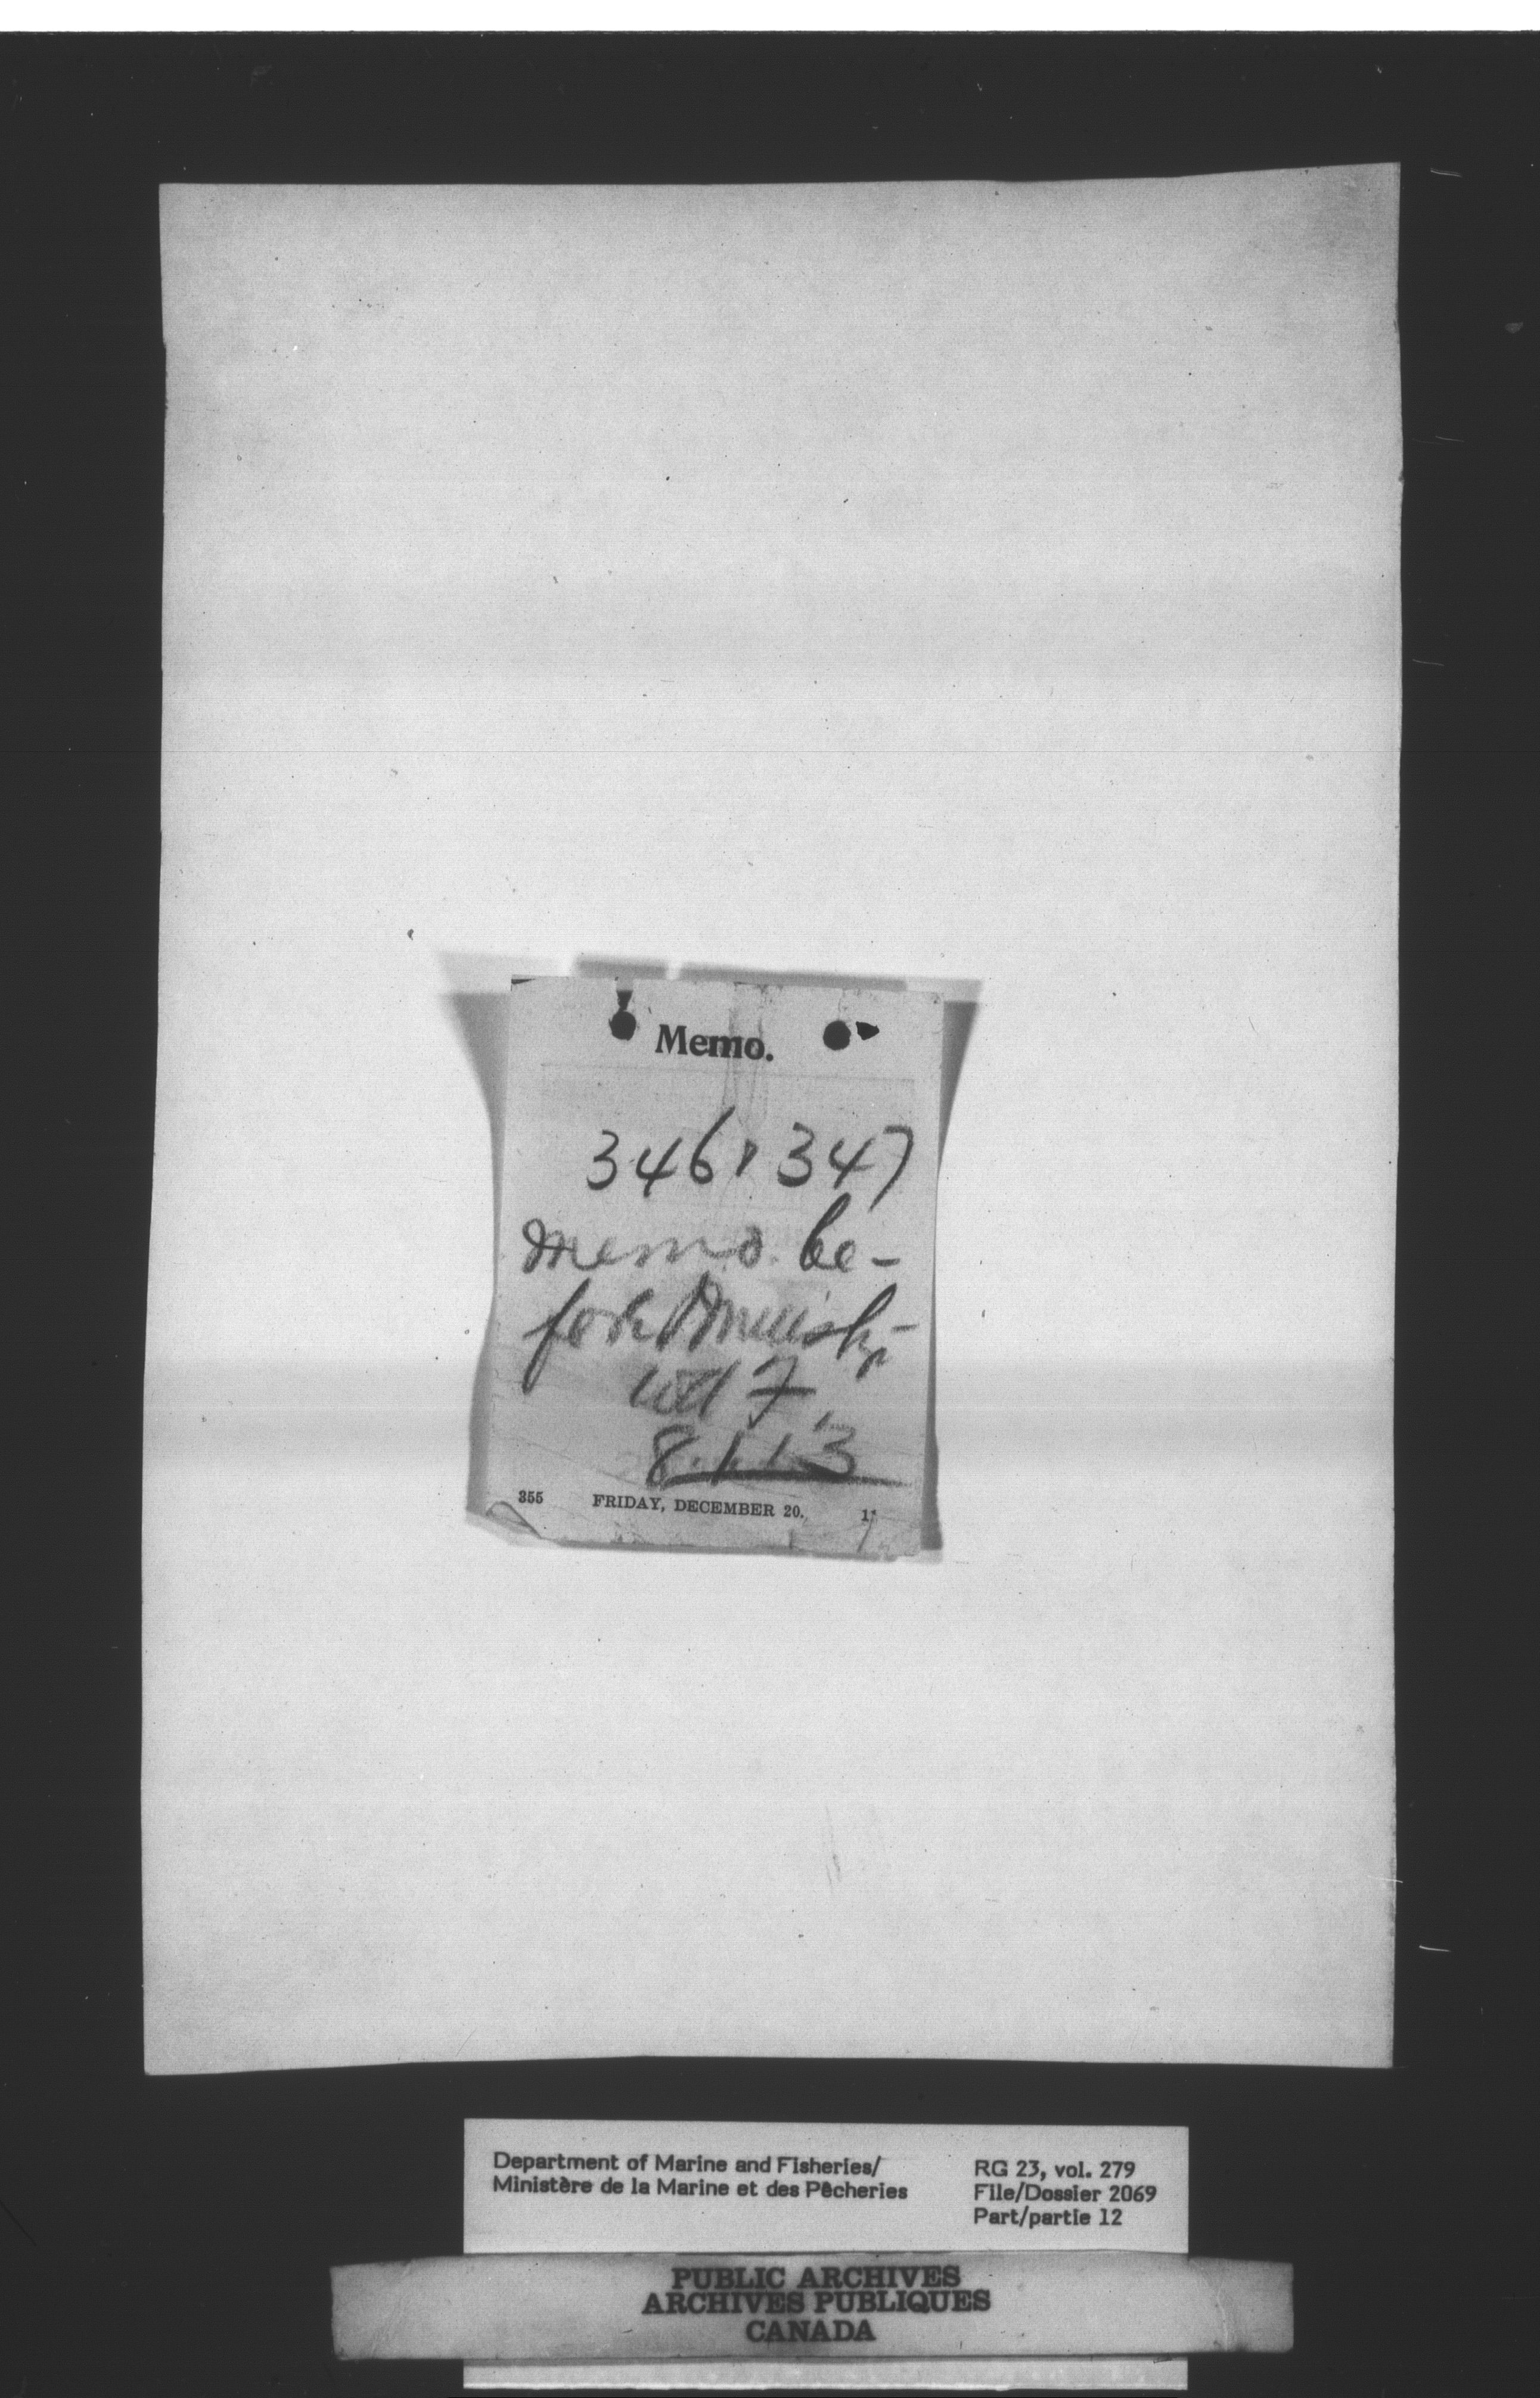 Memo.
346, 347
memo. be-
fore D. Minister
8.1.13
355 FRIDAY, DECEMBER 20.
Department of Marine and Fisheries/
Ministère de la Marine et des Pêcheries
RG 23, vol. 279
File/Dossier 2069
Part/partie 12
PUBLIC ARCHIVES
ARCHIVES PUBLIQUES
CANADA